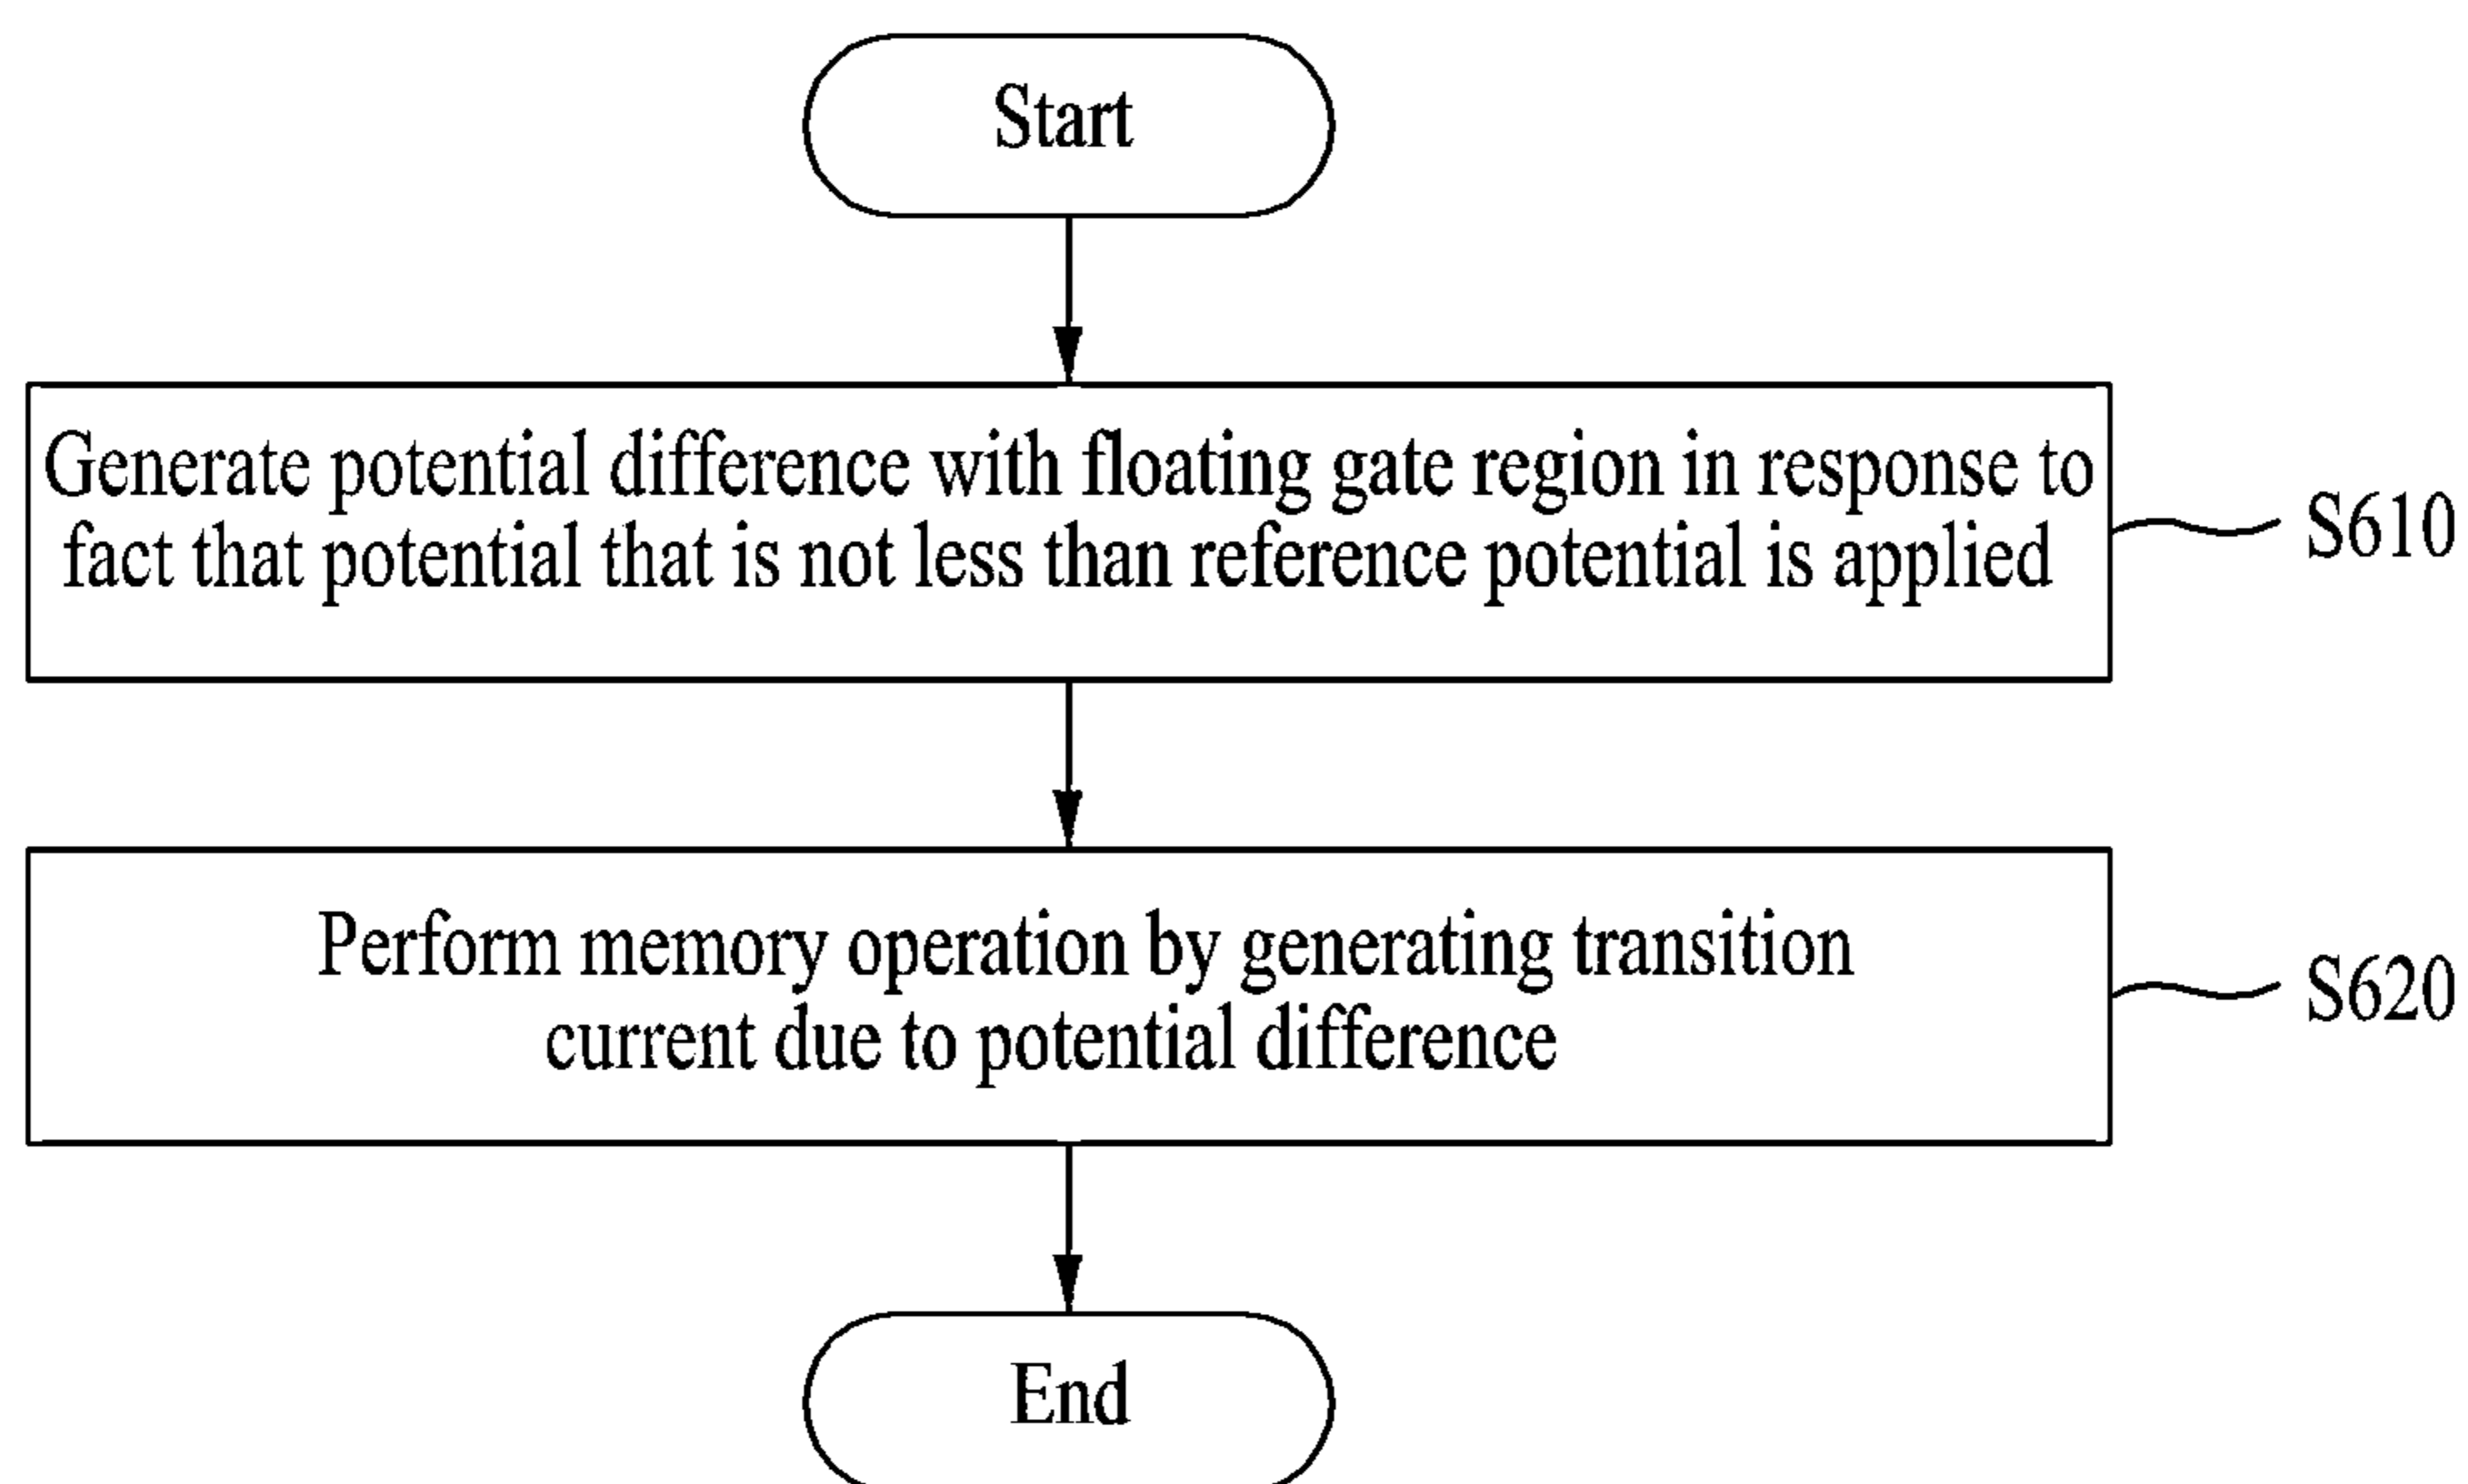 Start
Generate potential difference with floating gate region in response to
fact that potential that is not less than reference potential is applied
S610
Perform memory operation by generating transition
current due to potential difference
S620
End